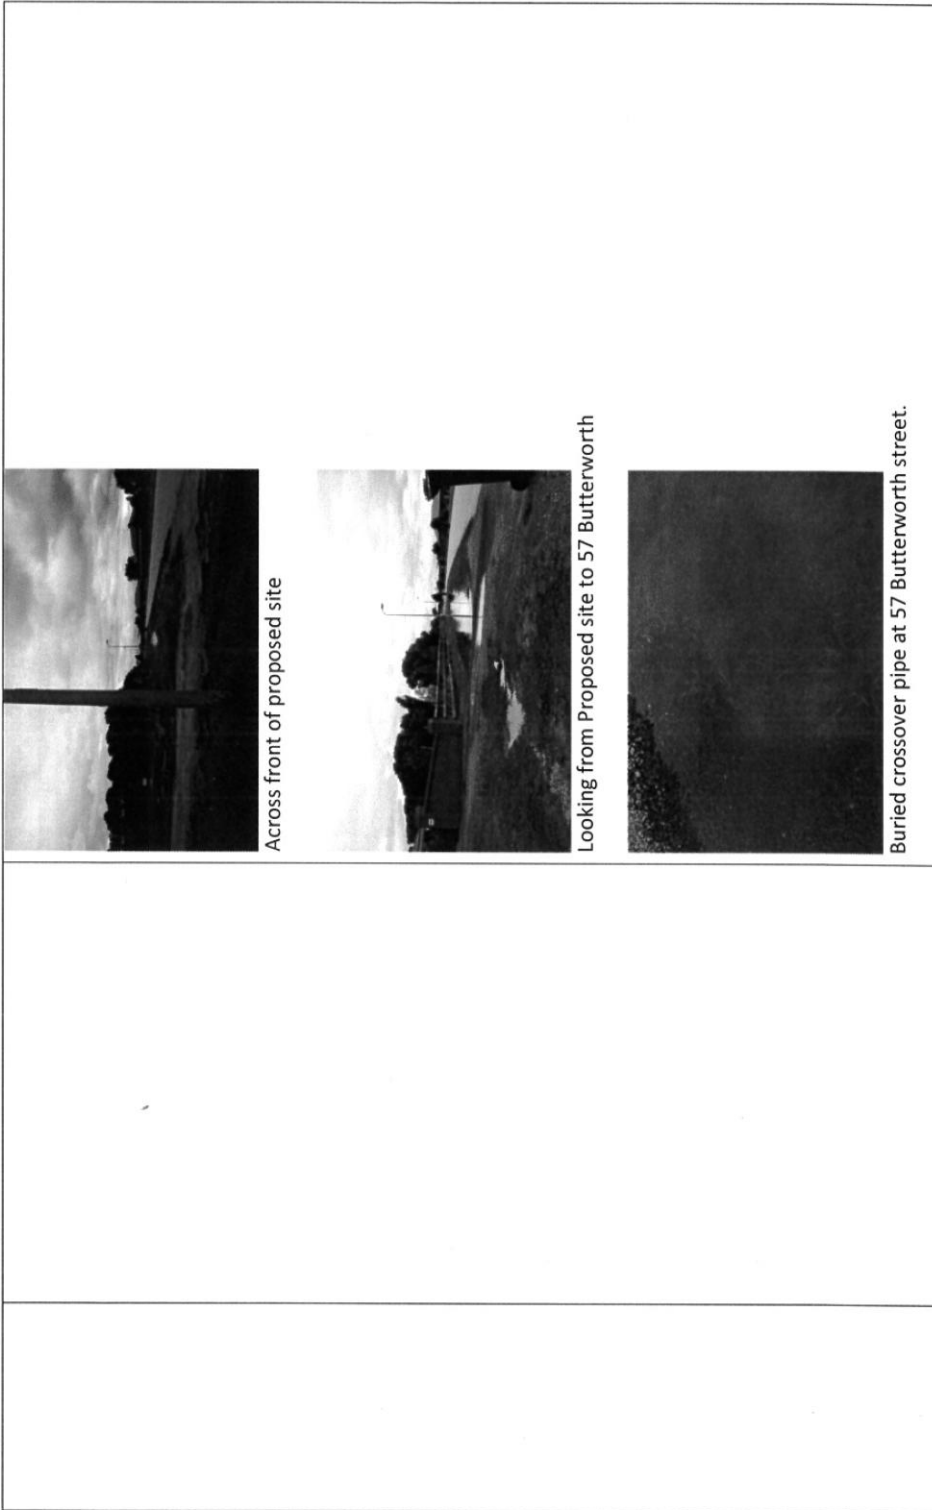 Across front of proposed site
Looking from Proposed site to 57 Butterworth
Buried crossover pipe at 57 Butterworth street.